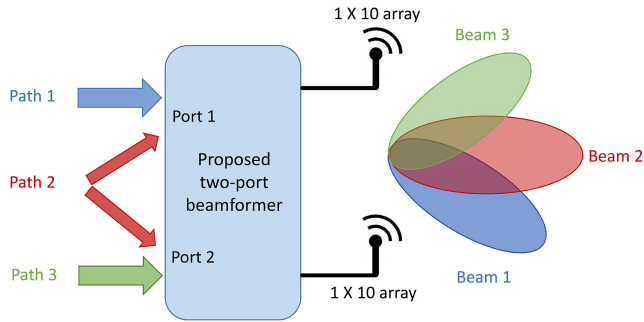 1 X 10 array
Beam 3
Path 1
Port 1
Proposed
two-port
beamformer
Path 2
Beam 2
Port 2
Path 3
Beam 1
1 X 10 array